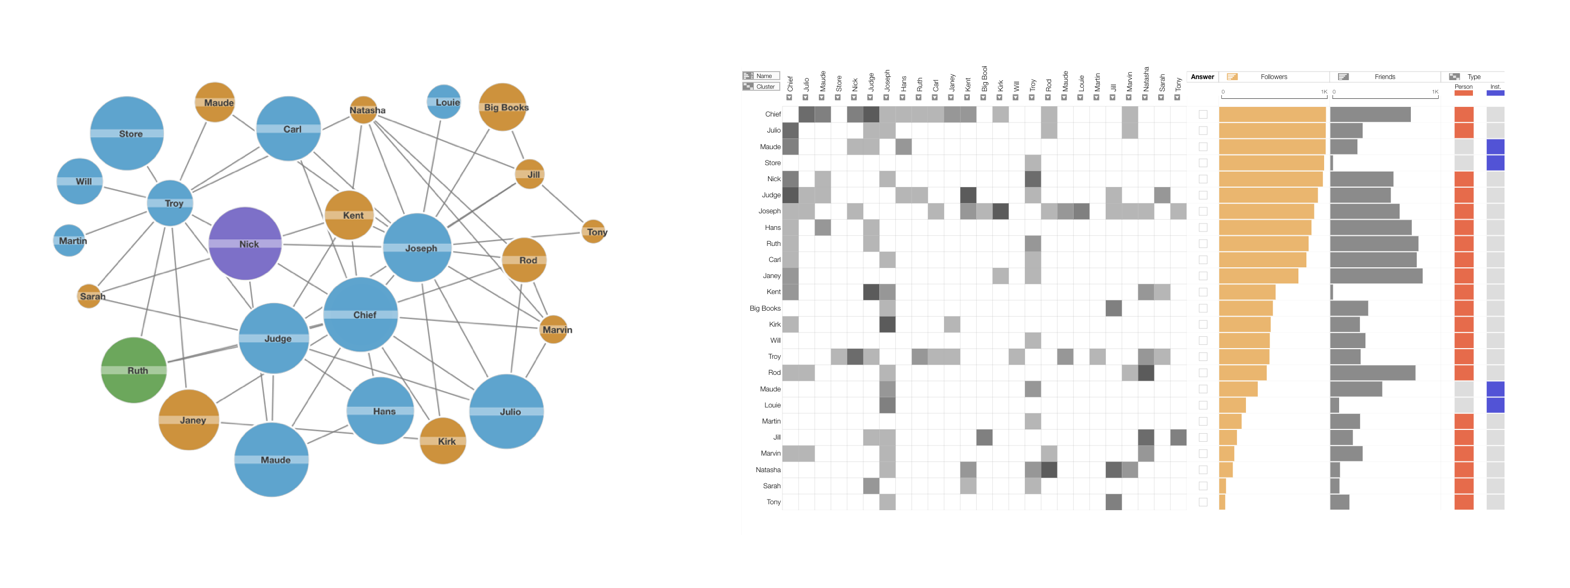 Maude
Natasha
Louie
Big Books
Store
Carl
Jill
Will
Troy
Kent
Tony
Martin
Nick
Joseph
Rod
Sarah
Chief
Marvin
Judge
Ruth
Hans
Julio
Janey
Kirk
Maude
Name
Cluster
Chief
Julio
Maude
Store
Nick
Judge
Joseph
Hans
Ruth
Carl
Janey
Kent
Big Bool
Kirk
Will
Troy
Rod
Maude
Louie
Martin
Jill
Marvin
Natasha
Sarah
Tony
Answer
Followers
Friends
Type
0 1K
0 1K
Person
Inst.
Chief
Julio
Maude
Store
Nick
Judge
Joseph
Hans
Ruth
Carl
Janey
Kent
Big Books
Kirk
Will
Troy
Rod
Maude
Louie
Martin
Jill
Marvin
Natasha
Sarah
Tony